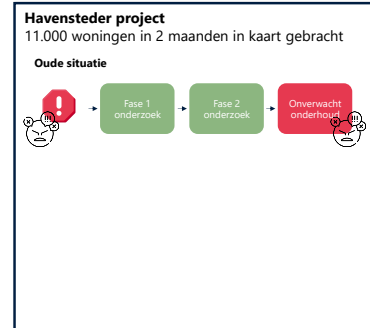 Havensteder project
11.000 woningen in 2 maanden in kaart gebracht
Oude situatie
Fase 1
onderzoek
Fase 2
onderzoek
Onverwacht
onderhoud